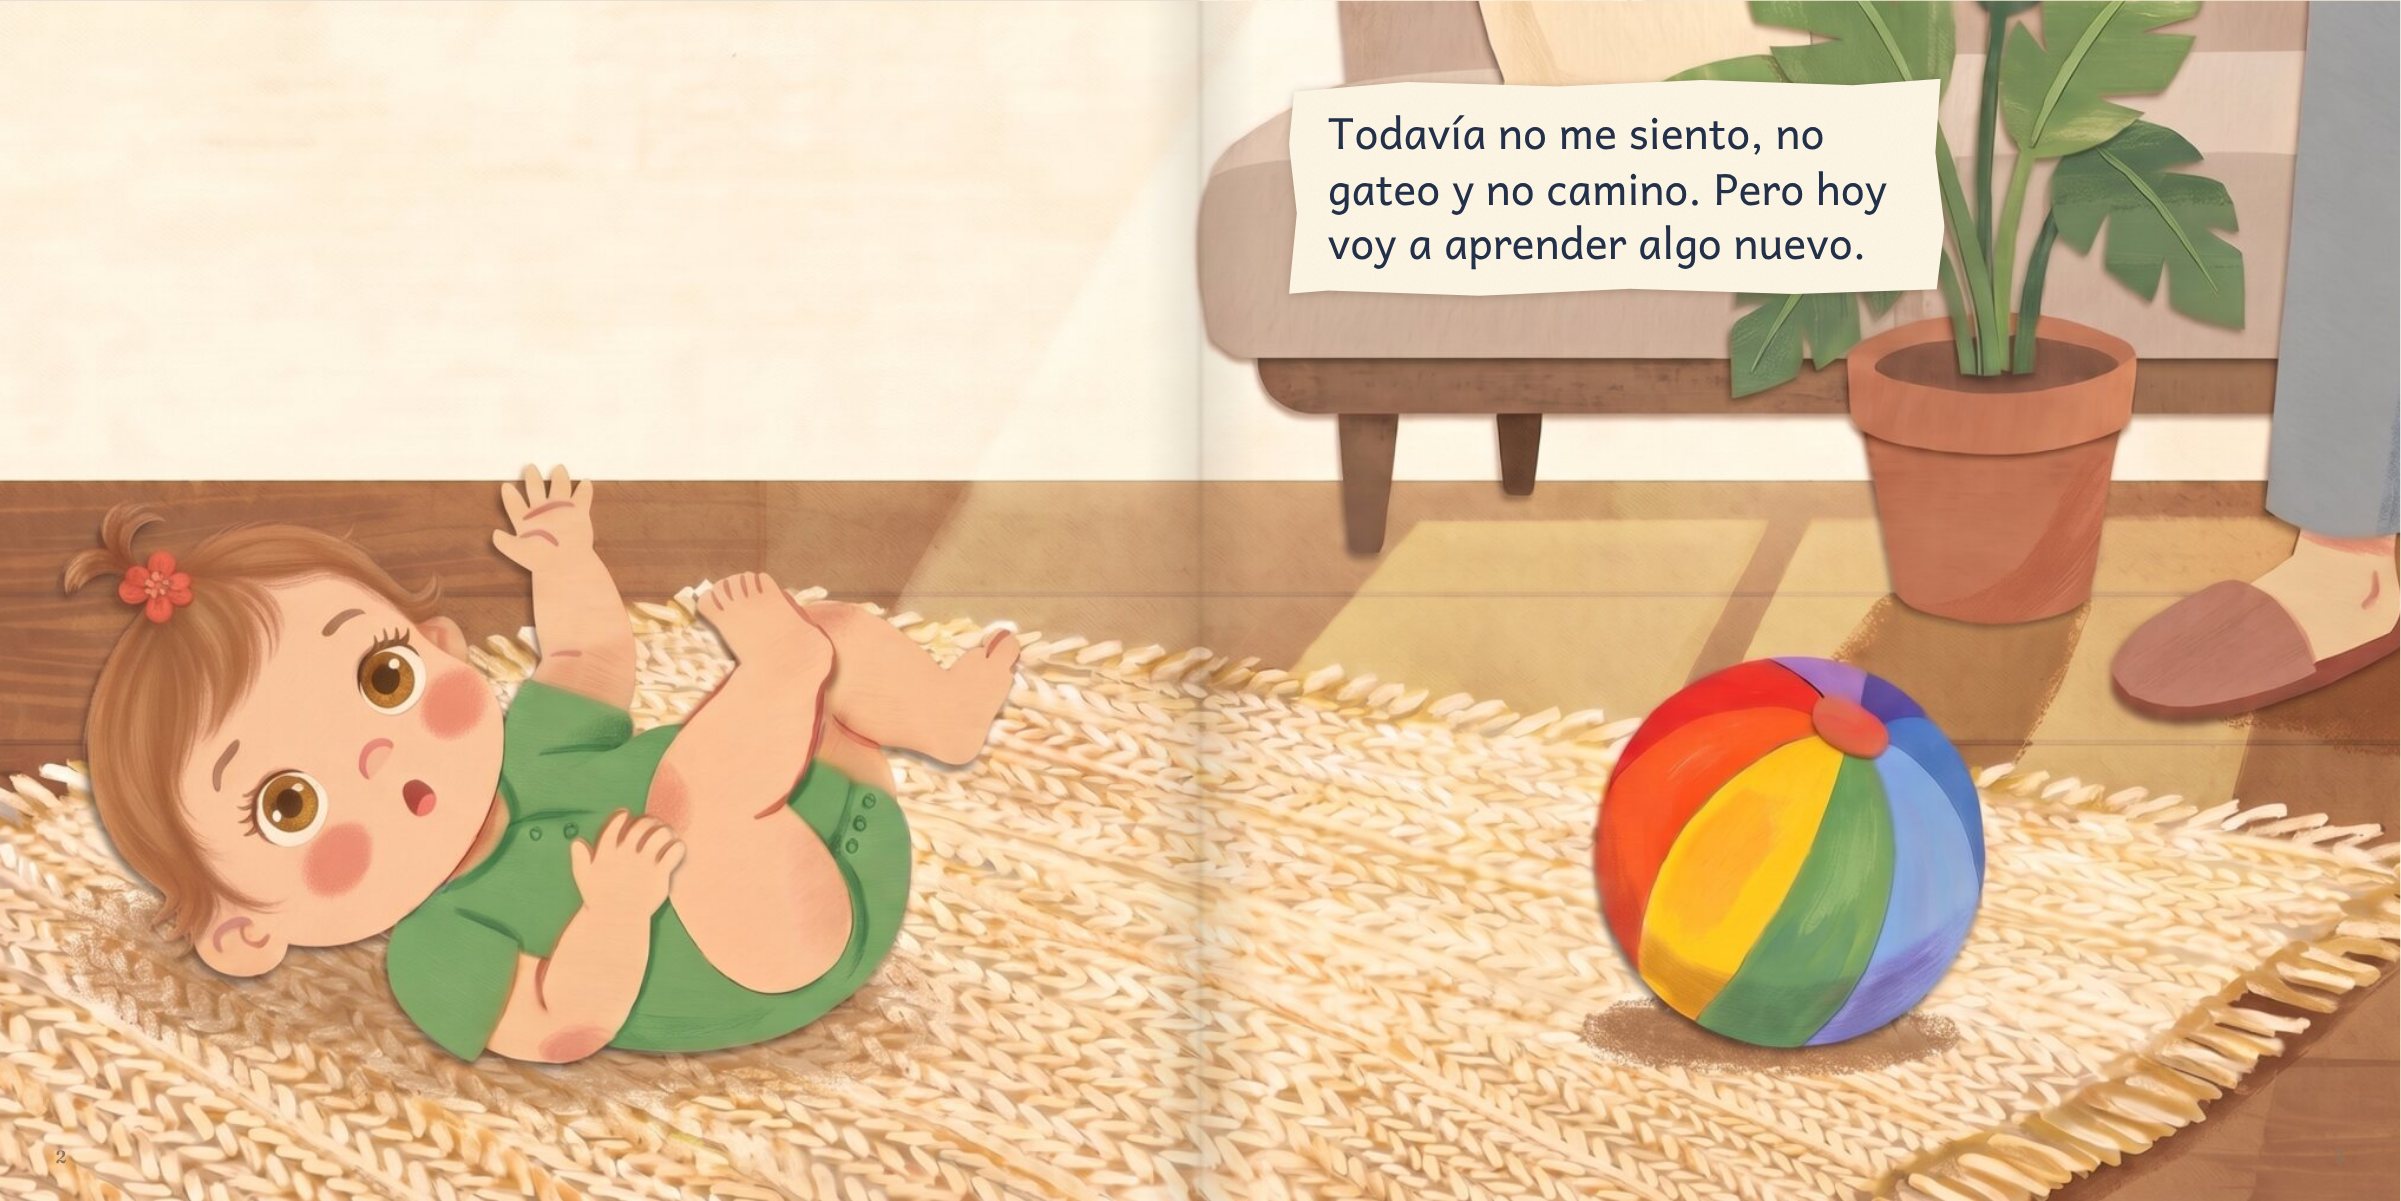 Todavía no me siento, no
gateo y no camino. Pero hoy
voy a aprender algo nuevo.
2